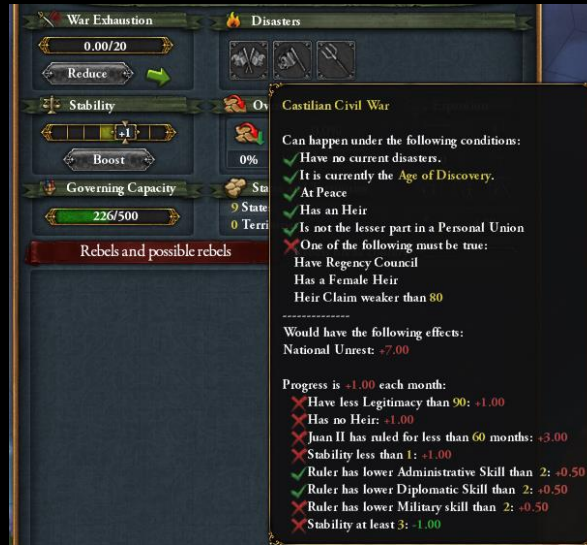 War Exhaustion
0.00/20
Reduce
Stability
+1
Boost
Governing Capacity
226/500
Rebels and possible rebels
Disasters
Ov
0%
Sta
9 State
0 Terri
Castilian Civil War
Can happen under the following conditions:
Have no current disasters.
It is currently the Age of Discovery.
At Peace
Has an Heir
Is not the lesser part in a Personal Union
One of the following must be true:
Have Regency Council
Has a Female Heir
Heir Claim weaker than 80
--------------
Would have the following effects:
National Unrest: +7.00
Progress is +1.00 each month:
Have less Legitimacy than 90: +1.00
Has no Heir: +1.00
Juan II has ruled for less than 60 months: +3.00
Stability less than 1: +1.00
Ruler has lower Administrative Skill than 2: +0.50
Ruler has lower Diplomatic Skill than 2: +0.50
Ruler has lower Military skill than 2: +0.50
Stability at least 3: -1.00